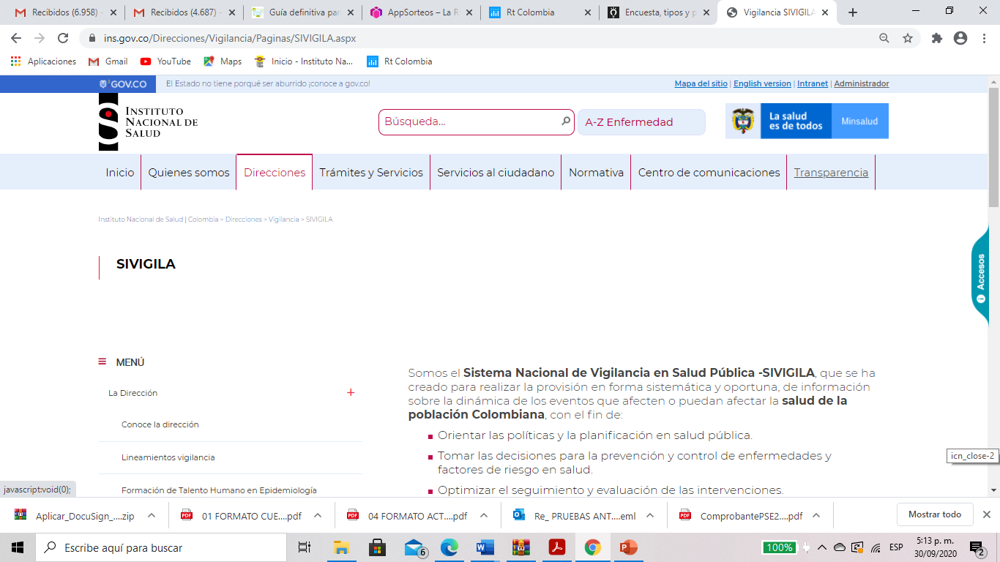 Recibidos (6.958) -
Recibidos (4.687) -
Guía definitiva par
AppSorteos – La R
Rt Colombia
Encuesta, tipos y p
Vigilancia SIVIGILA
ins.gov.co/Direcciones/Vigilancia/Paginas/SIVIGILA.aspx
Aplicaciones
Gmail
YouTube
Maps
Inicio - Instituto Na...
Rt Colombia
GOV.CO
El Estado no tiene porqué ser aburrido ¡conoce a gov.co!
Mapa del sitio | English version | Intranet | Administrador
INSTITUTO
NACIONAL DE
SALUD
Búsqueda...
A-Z Enfermedad
La salud
es de todos
Minsalud
Inicio
Quienes somos
Direcciones
Trámites y Servicios
Servicios al ciudadano
Normativa
Centro de comunicaciones
Transparencia
Instituto Nacional de Salud | Colombia > Direcciones > Vigilancia > SIVIGILA
Accesos
SIVIGILA
MENÚ
La Dirección
+
Conoce la dirección
Lineamientos vigilancia
Formación de Talento Humano en Epidemiología
Somos el Sistema Nacional de Vigilancia en Salud Pública -SIVIGILA, que se ha
creado para realizar la provisión en forma sistemática y oportuna, de información
sobre la dinámica de los eventos que afecten o puedan afectar la salud de la
población Colombiana, con el fin de:
Orientar las políticas y la planificación en salud pública.
Tomar las decisiones para la prevención y control de enfermedades y
factores de riesgo en salud.
Optimizar el seguimiento y evaluación de las intervenciones.
icn_close-2
javascript:void(0);
Aplicar_DocuSign_....zip
01 FORMATO CUE....pdf
04 FORMATO ACT....pdf
Re_ PRUEBAS ANT....eml
ComprobantePSE2....pdf
Mostrar todo
Escribe aquí para buscar
6
100%
ESP
5:13 p. m.
30/09/2020
2